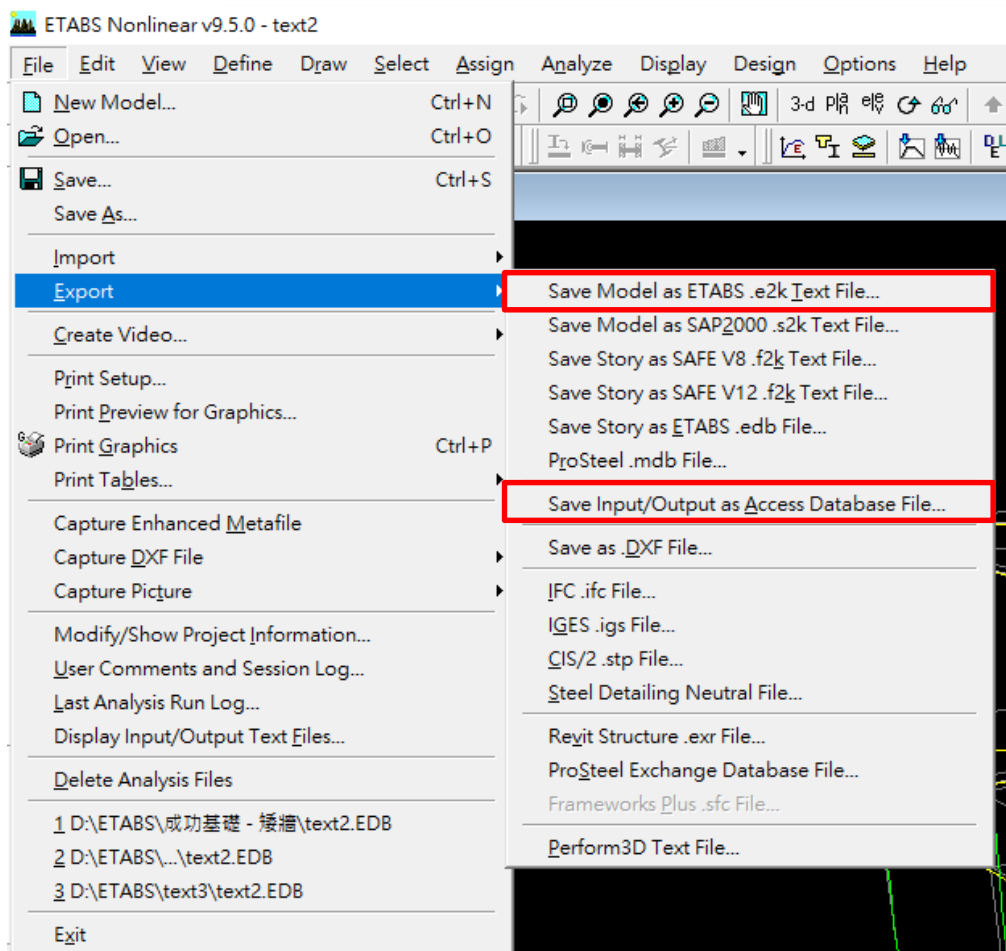 ETABS Nonlinear v9.5.0 - text2
File Edit View Define Draw Select Assign Analyze Display Design Options Help
New Model... Ctrl+N
Open... Ctrl+O
Save... Ctrl+S
Save As...
Import
Export
Create Video...
Print Setup...
Print Preview for Graphics...
Print Graphics Ctrl+P
Print Tables...
Capture Enhanced Metafile
Capture DXF File
Capture Picture
Modify/Show Project Information...
User Comments and Session Log...
Last Analysis Run Log...
Display Input/Output Text Files...
Delete Analysis Files
1 D:\ETABS\成功基礎 - 矮牆\text2.EDB
2 D:\ETABS\...\text2.EDB
3 D:\ETABS\text3\text2.EDB
Exit
3-d
Save Model as ETABS .e2k Text File...
Save Model as SAP2000 .s2k Text File...
Save Story as SAFE V8 .f2k Text File...
Save Story as SAFE V12 .f2k Text File...
Save Story as ETABS .edb File...
ProSteel .mdb File...
Save Input/Output as Access Database File...
Save as .DXF File...
IFC .ifc File...
IGES .igs File...
CIS/2 .stp File...
Steel Detailing Neutral File...
Revit Structure .exr File...
ProSteel Exchange Database File...
Frameworks Plus .sfc File...
Perform3D Text File...